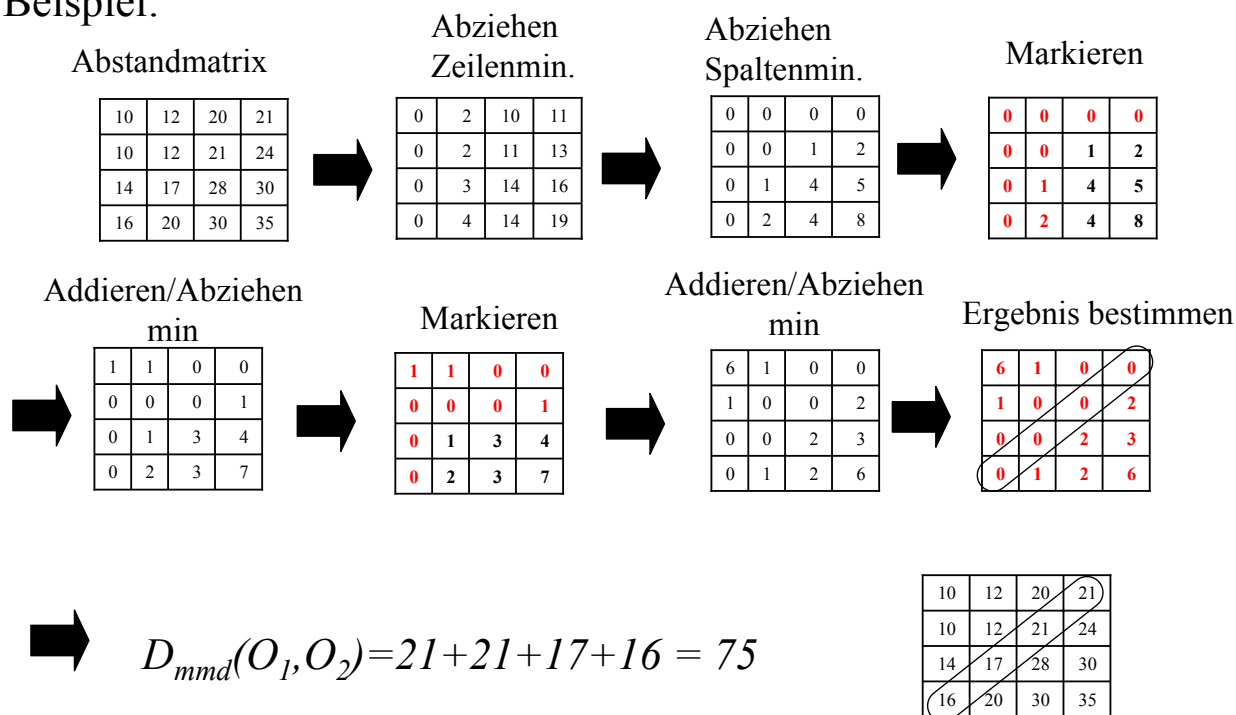 Beispiel:
Abstandmatrix
Abziehen
Zeilenmin.
Abziehen
Spaltenmin.
Markieren
10 12 20 21
10 12 21 24
14 17 28 30
16 20 30 35
0 2 10 11
0 2 11 13
0 3 14 16
0 4 14 19
0 0 0 0
0 0 1 2
0 1 4 5
0 2 4 8
0 0 0 0
0 0 1 2
0 1 4 5
0 2 4 8
Addieren/Abziehen
min
Markieren
Addieren/Abziehen
min
Ergebnis bestimmen
1 1 0 0
0 0 0 1
0 1 3 4
0 2 3 7
1 1 0 0
0 0 0 1
0 1 3 4
0 2 3 7
6 1 0 0
1 0 0 2
0 0 2 3
0 1 2 6
6 1 0 0
1 0 0 2
0 0 2 3
0 1 2 6
D_mmd(O_1,O_2)=21+21+17+16 = 75
10 12 20 21
10 12 21 24
14 17 28 30
16 20 30 35